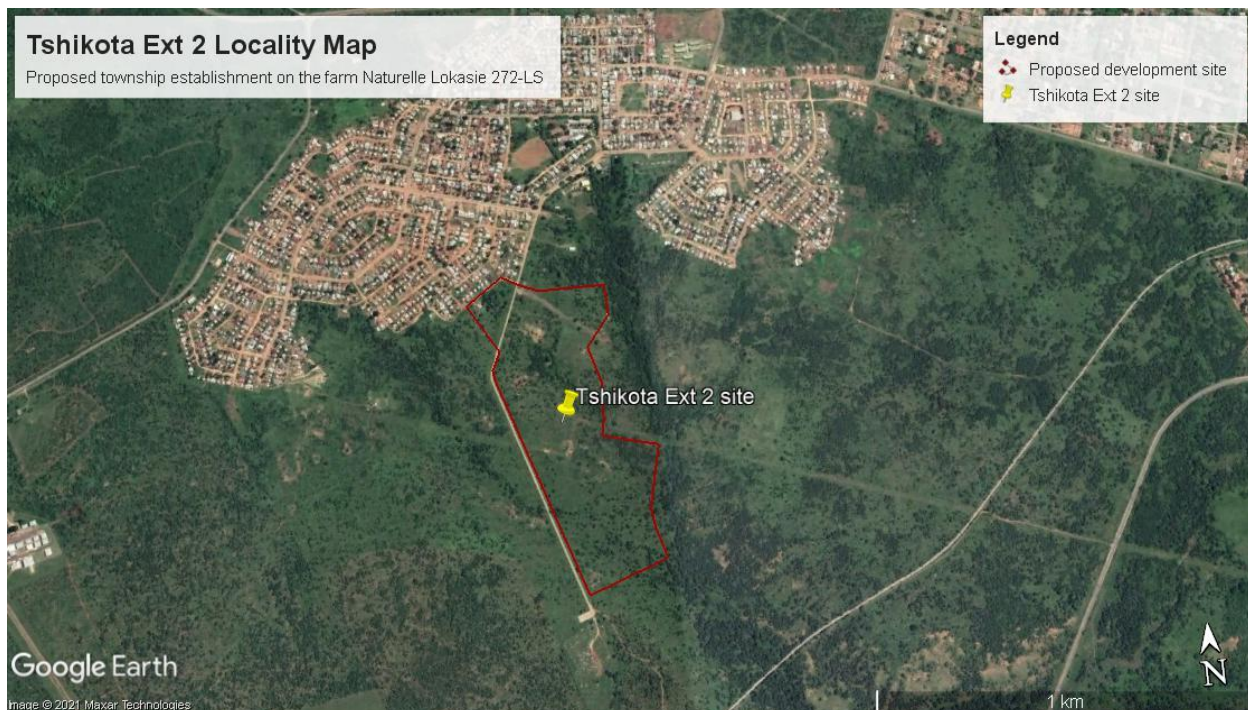 Tshikota Ext 2 Locality Map
Proposed township establishment on the farm Naturelle Lokasie 272-LS
Legend
Proposed development site
Tshikota Ext 2 site
Tshikota Ext 2 site
N
Google Earth
1 km
Image © 2021 Maxar Technologies